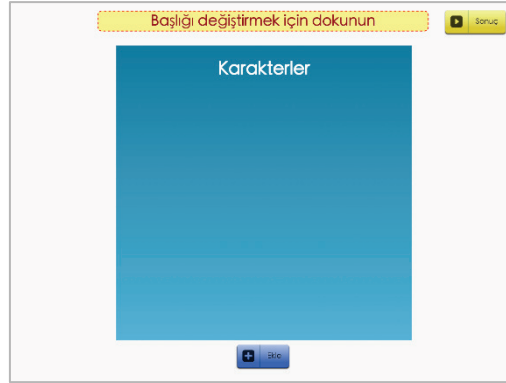 Başlığı değiştirmek için dokunun
Sonuç
Karakterler
Ekle